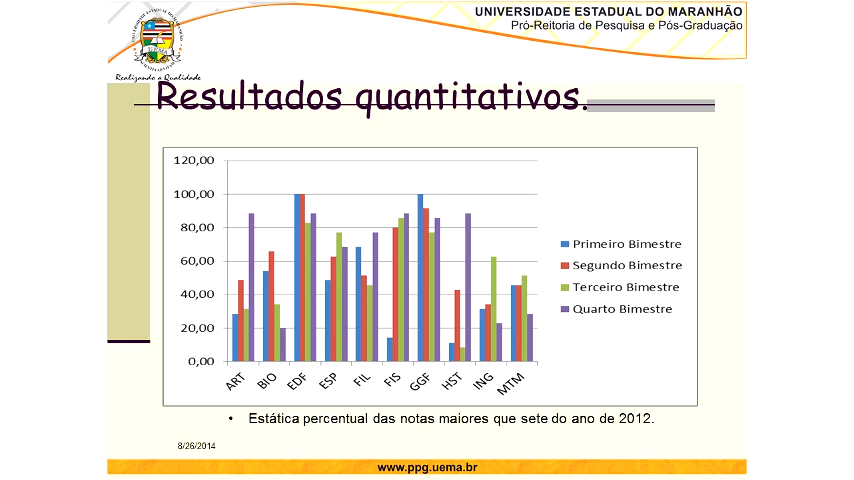 UNIVERSIDADE ESTADUAL DO MARANHÃO
Pró-Reitoria de Pesquisa e Pós-Graduação
UEMA
Realizando a Qualidade
Resultados quantitativos.
120,00
100,00
80,00
60,00
40,00
20,00
0,00
ART BIO EDF ESP FIL FIS GGF HST ING MTM
Primeiro Bimestre
Segundo Bimestre
Terceiro Bimestre
Quarto Bimestre
• Estática percentual das notas maiores que sete do ano de 2012.
8/26/2014
www.ppg.uema.br